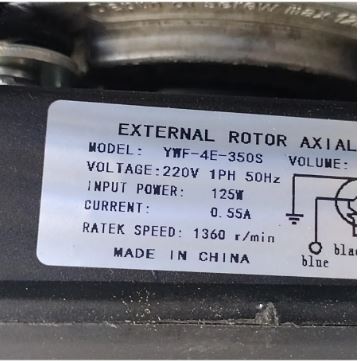 EXTERNAL ROTOR AXIAL
MODEL: YWF-4E-350S VOLUME:
VOLTAGE:220V 1PH 50Hz
INPUT POWER: 125W
CURRENT: 0.55A
RATEK SPEED: 1360 r/min
MADE IN CHINA
blue